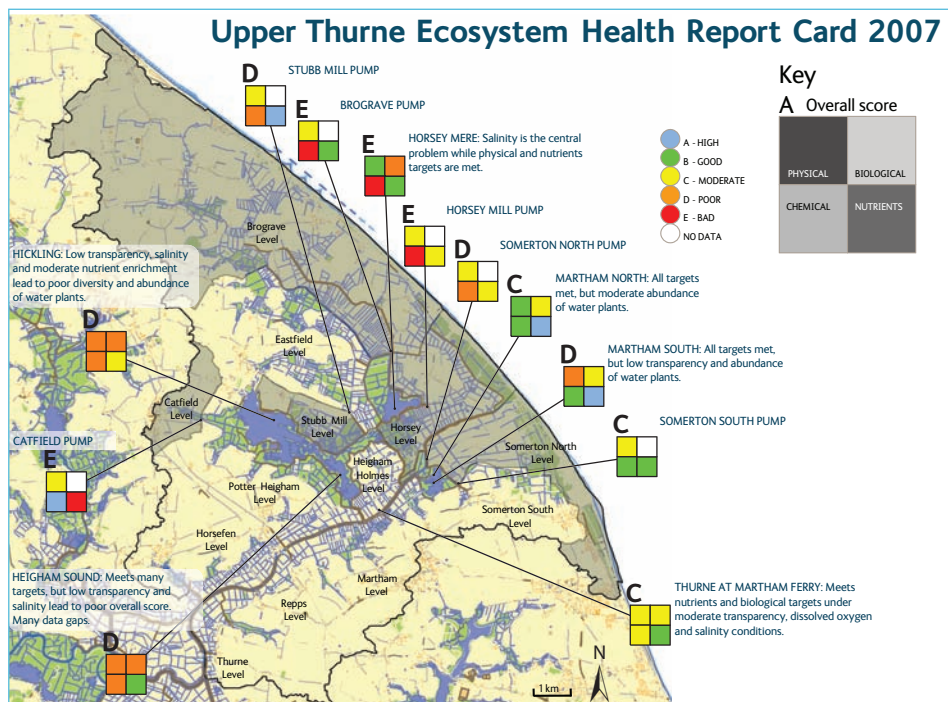 Upper Thurne Ecosystem Health Report Card 2007
D
STUBB MILL PUMP
E
BROGRAVE PUMP
E
HORSEY MERE: Salinity is the central
problem while physical and nutrients
targets are met.
E
HORSEY MILL PUMP
D
SOMERTON NORTH PUMP
C
MARTHAM NORTH: All targets
met, but moderate abundance
of water plants.
D
MARTHAM SOUTH: All targets met,
but low transparency and abundance
of water plants.
C
SOMERTON SOUTH PUMP
C
THURNE AT MARTHAM FERRY: Meets
nutrients and biological targets under
moderate transparency, dissolved oxygen
and salinity conditions.
Key
A Overall score
PHYSICAL
BIOLOGICAL
CHEMICAL
NUTRIENTS
A - HIGH
B - GOOD
C - MODERATE
D - POOR
E - BAD
NO DATA
HICKLING: Low transparency, salinity
and moderate nutrient enrichment
lead to poor diversity and abundance
of water plants.
D
CATFIELD PUMP
E
HEIGHAM SOUND: Meets many
targets, but low transparency and
salinity lead to poor overall score.
Many data gaps.
D
Brograve
Level
Eastfield
Level
Catfield
Level
Stubb Mill
Level
Horsey
Level
Heigham
Holmes
Level
Somerton North
Level
Potter Heigham
Level
Somerton South
Level
Horsefen
Level
Martham
Level
Repps
Level
Thurne
Level
1 km
N